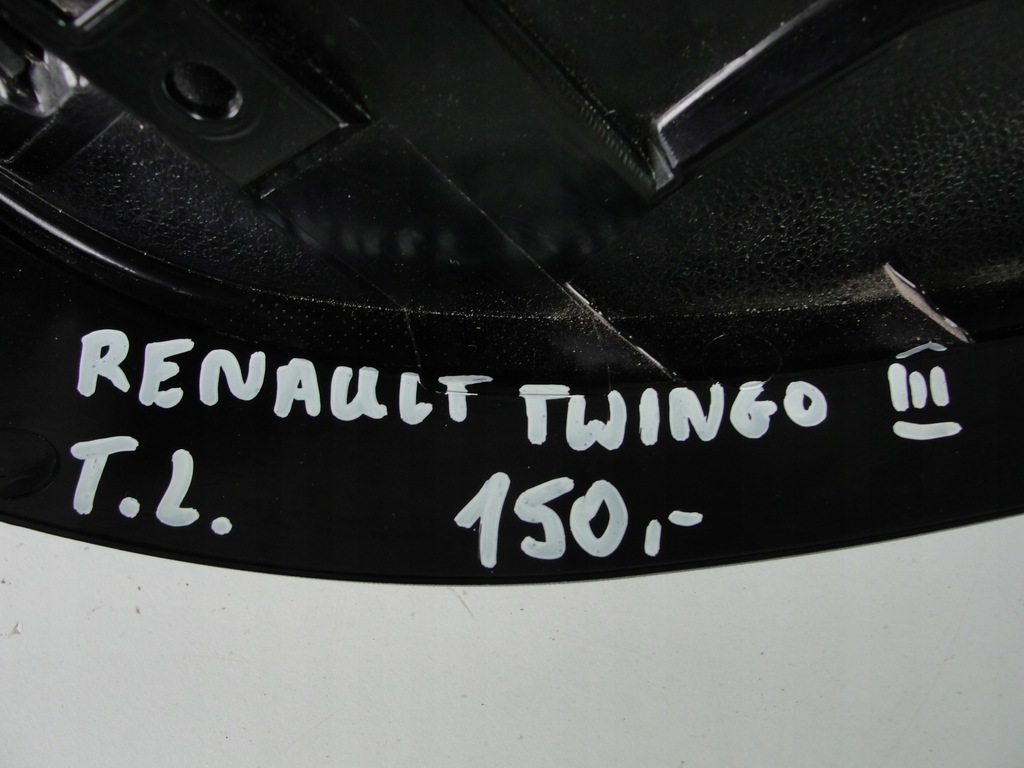 RENAULT TWINGO III
T.L. 150,-